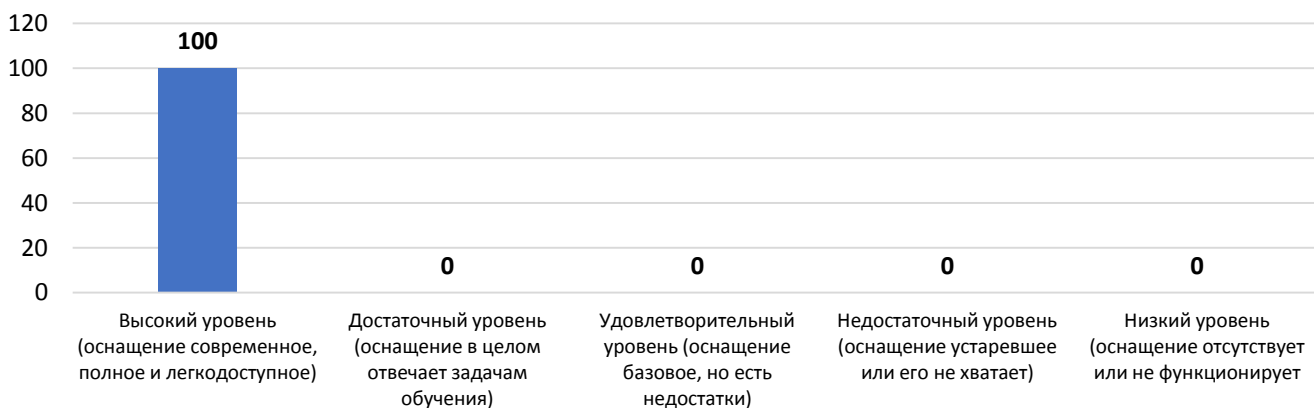 120
100
80
60
40
20
0
100
0
0
0
0
Высокий уровень
(оснащение современное,
полное и легкодоступное)
Достаточный уровень
(оснащение в целом
отвечает задачам
обучения)
Удовлетворительный
уровень (оснащение
базовое, но есть
недостатки)
Недостаточный уровень
(оснащение устаревшее
или его не хватает)
Низкий уровень
(оснащение отсутствует
или не функционирует